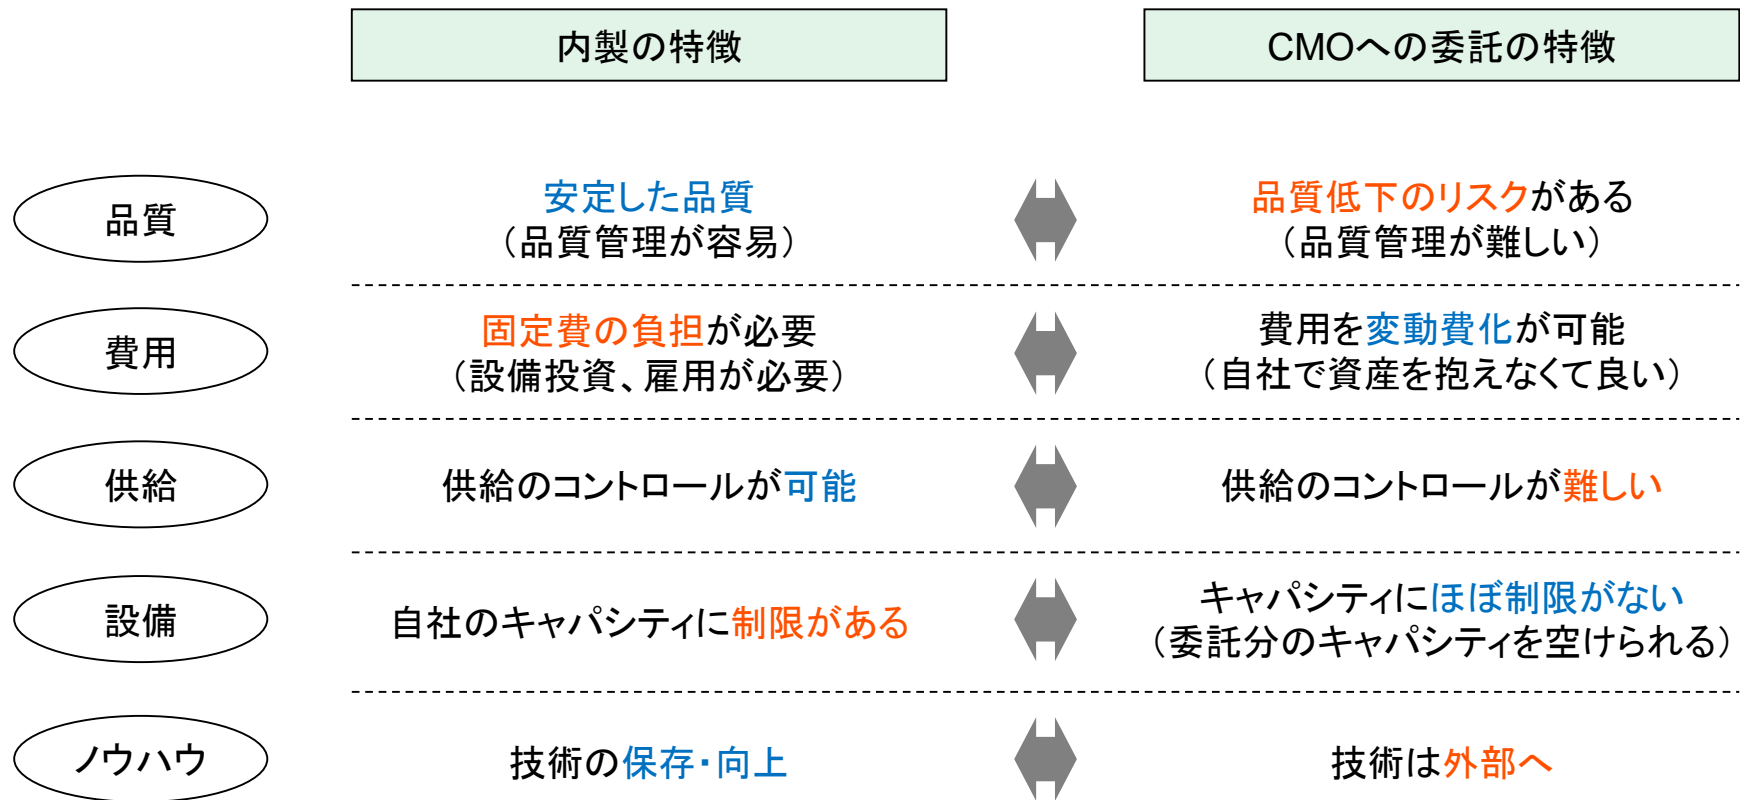 内製の特徴
CMOへの委託の特徴
品質
安定した品質
（品質管理が容易）
品質低下のリスクがある
（品質管理が難しい）
費用
固定費の負担が必要
（設備投資、雇用が必要）
費用を変動費化が可能
（自社で資産を抱えなくて良い）
供給
供給のコントロールが可能
供給のコントロールが難しい
設備
自社のキャパシティに制限がある
キャパシティにほぼ制限がない
（委託分のキャパシティを空けられる）
ノウハウ
技術の保存・向上
技術は外部へ